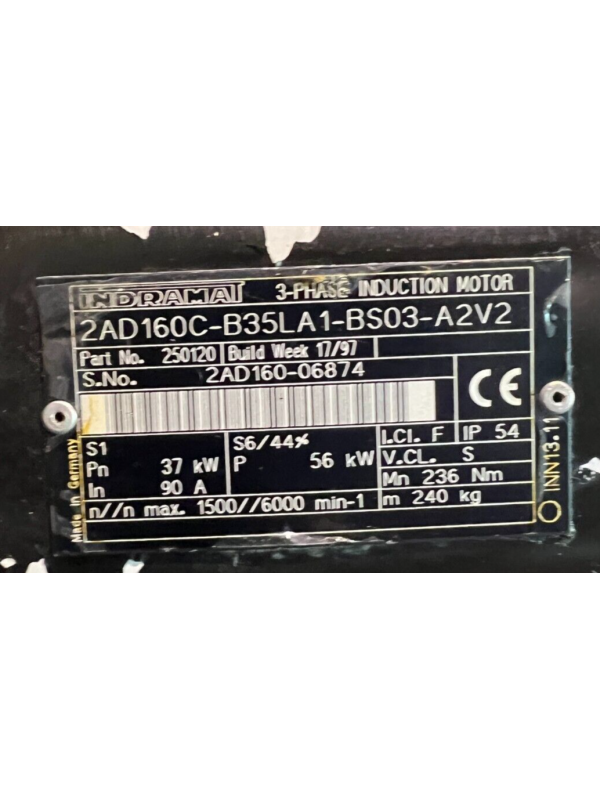 INDRAMAT 3-PHASE INDUCTION MOTOR
2AD160C-B35LA1-BS03-A2V2
Part No. 250120 Build Week 17/97
S.No. 2AD160-06874
CE
S1 S6/44% I.Cl. F IP 54
Pn 37 kW P 56 kW V.CL. S
In 90 A Mn 236 Nm
n//n max. 1500//6000 min-1 m 240 kg
Made in Germany
INN13.11